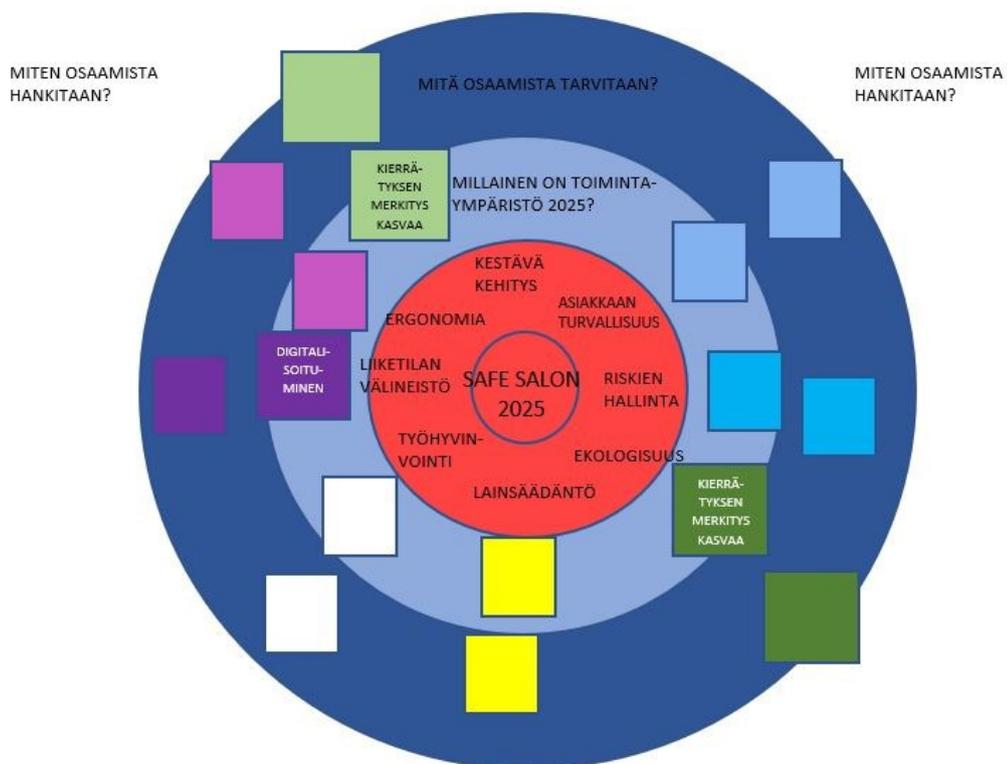 MITEN OSAAMISTA
HANKITAAN?
MITÄ OSAAMISTA TARVITAAN?
MITEN OSAAMISTA
HANKITAAN?
KIERRÄ-
TYKSEN
MERKITYS
KASVAA
MILLAINEN ON TOIMINTA-
YMPÄRISTÖ 2025?
KESTÄVÄ
KEHITYS
ASIAKKAAN
TURVALLISUUS
ERGONOMIA
DIGITALI-
SOITU-
MINEN
LIIKETILAN
VÄLINEISTÖ
SAFE SALON
2025
RISKIEN
HALLINTA
TYÖHYVIN-
VOINTI
EKOLOGISUUS
LAINSÄÄDÄNTÖ
KIERRÄ-
TYKSEN
MERKITYS
KASVAA